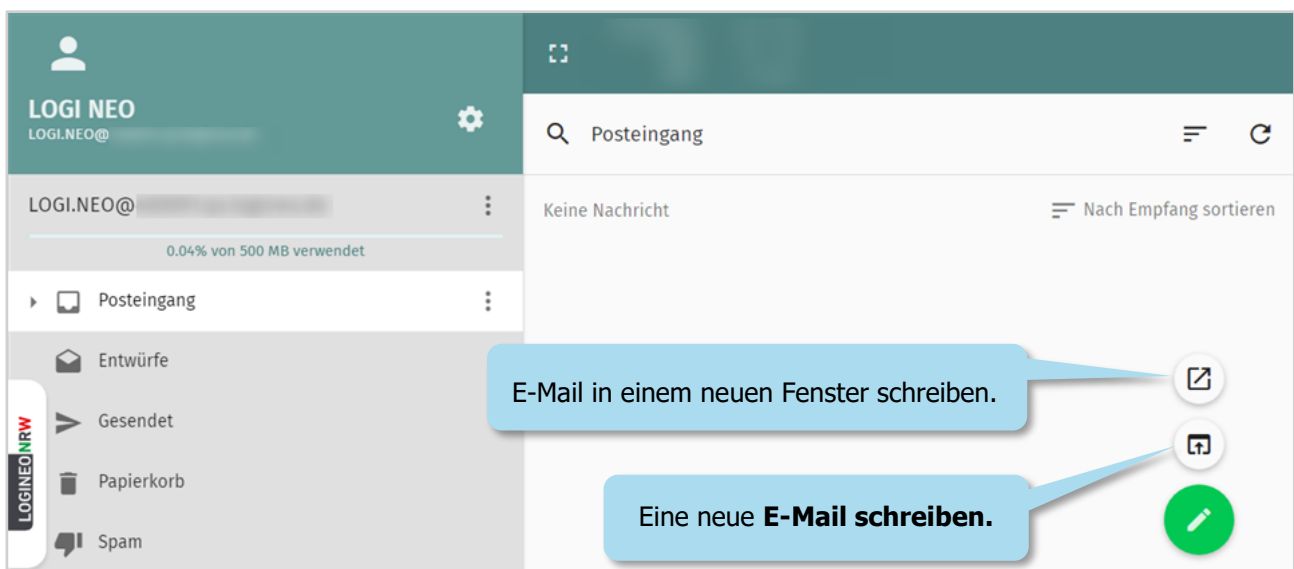 LOGI NEO
LOGI.NEO@
Posteingang
LOGI.NEO@
Keine Nachricht
Nach Empfang sortieren
0.04% von 500 MB verwendet
Posteingang
Entwürfe
E-Mail in einem neuen Fenster schreiben.
Gesendet
Papierkorb
Eine neue E-Mail schreiben.
Spam
LOGINEONRW